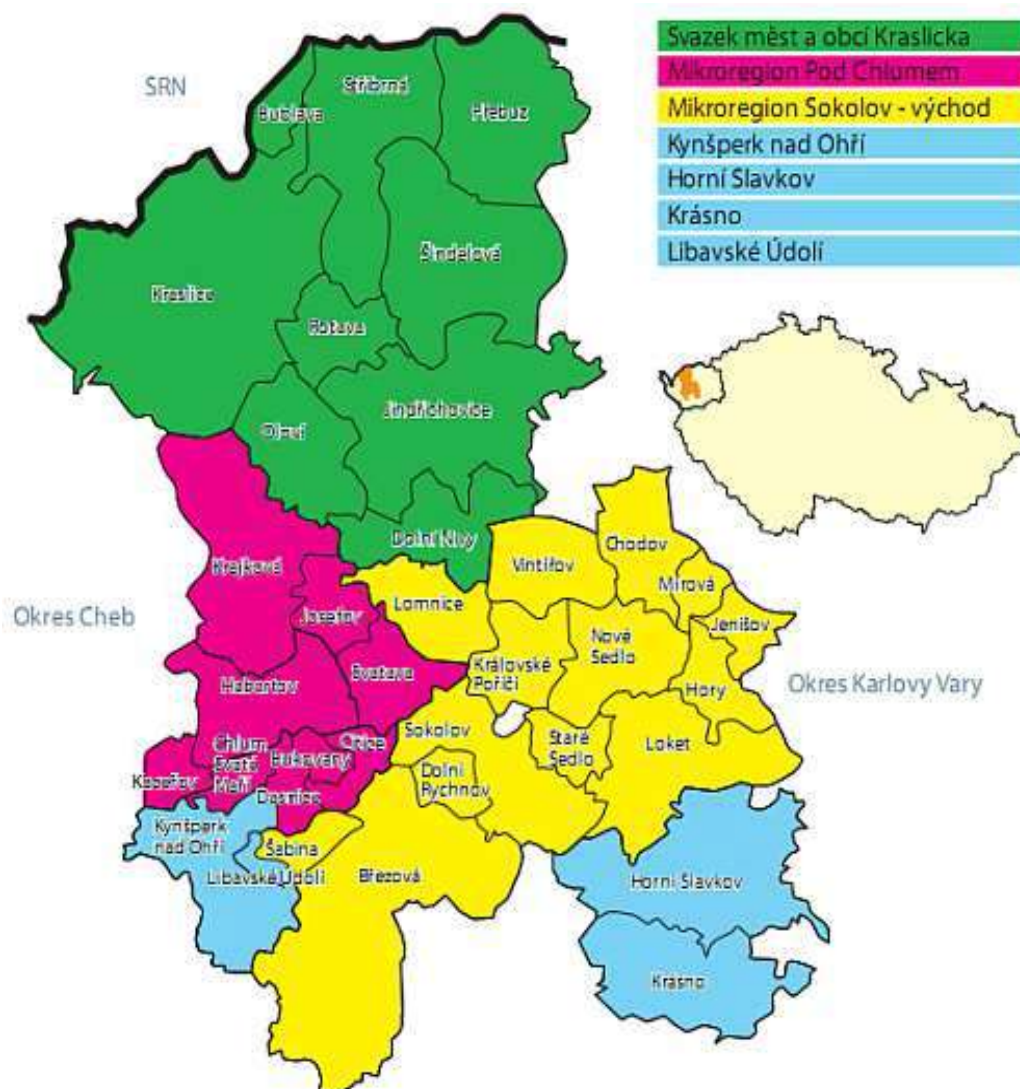 Svazek měst a obcí Kraslicka
Mikroregion Pod Chlumem
Mikroregion Sokolov - východ
Kynšperk nad Ohří
Horní Slavkov
Krásno
Libavské Údolí
SRN
Stříbrná
Bublava
Přebuz
Šindelová
Kraslice
Rotava
Jindřichovice
Oloví
Dolní Nivy
Chodov
Vintířov
Krajková
Mírová
Lomnice
Josefov
Jenišov
Okres Cheb
Nové
Sedlo
Královské
Poříčí
Svatava
Habartov
Hory
Okres Karlovy Vary
Sokolov
Citice
Staré
Sedlo
Loket
Chlum
Svaté
Maří
Bukovany
Dolní
Rychnov
Kaceřov
Dasnice
Kynšperk
nad Ohří
Šabina
Libavské Údolí
Březová
Horní Slavkov
Krásno